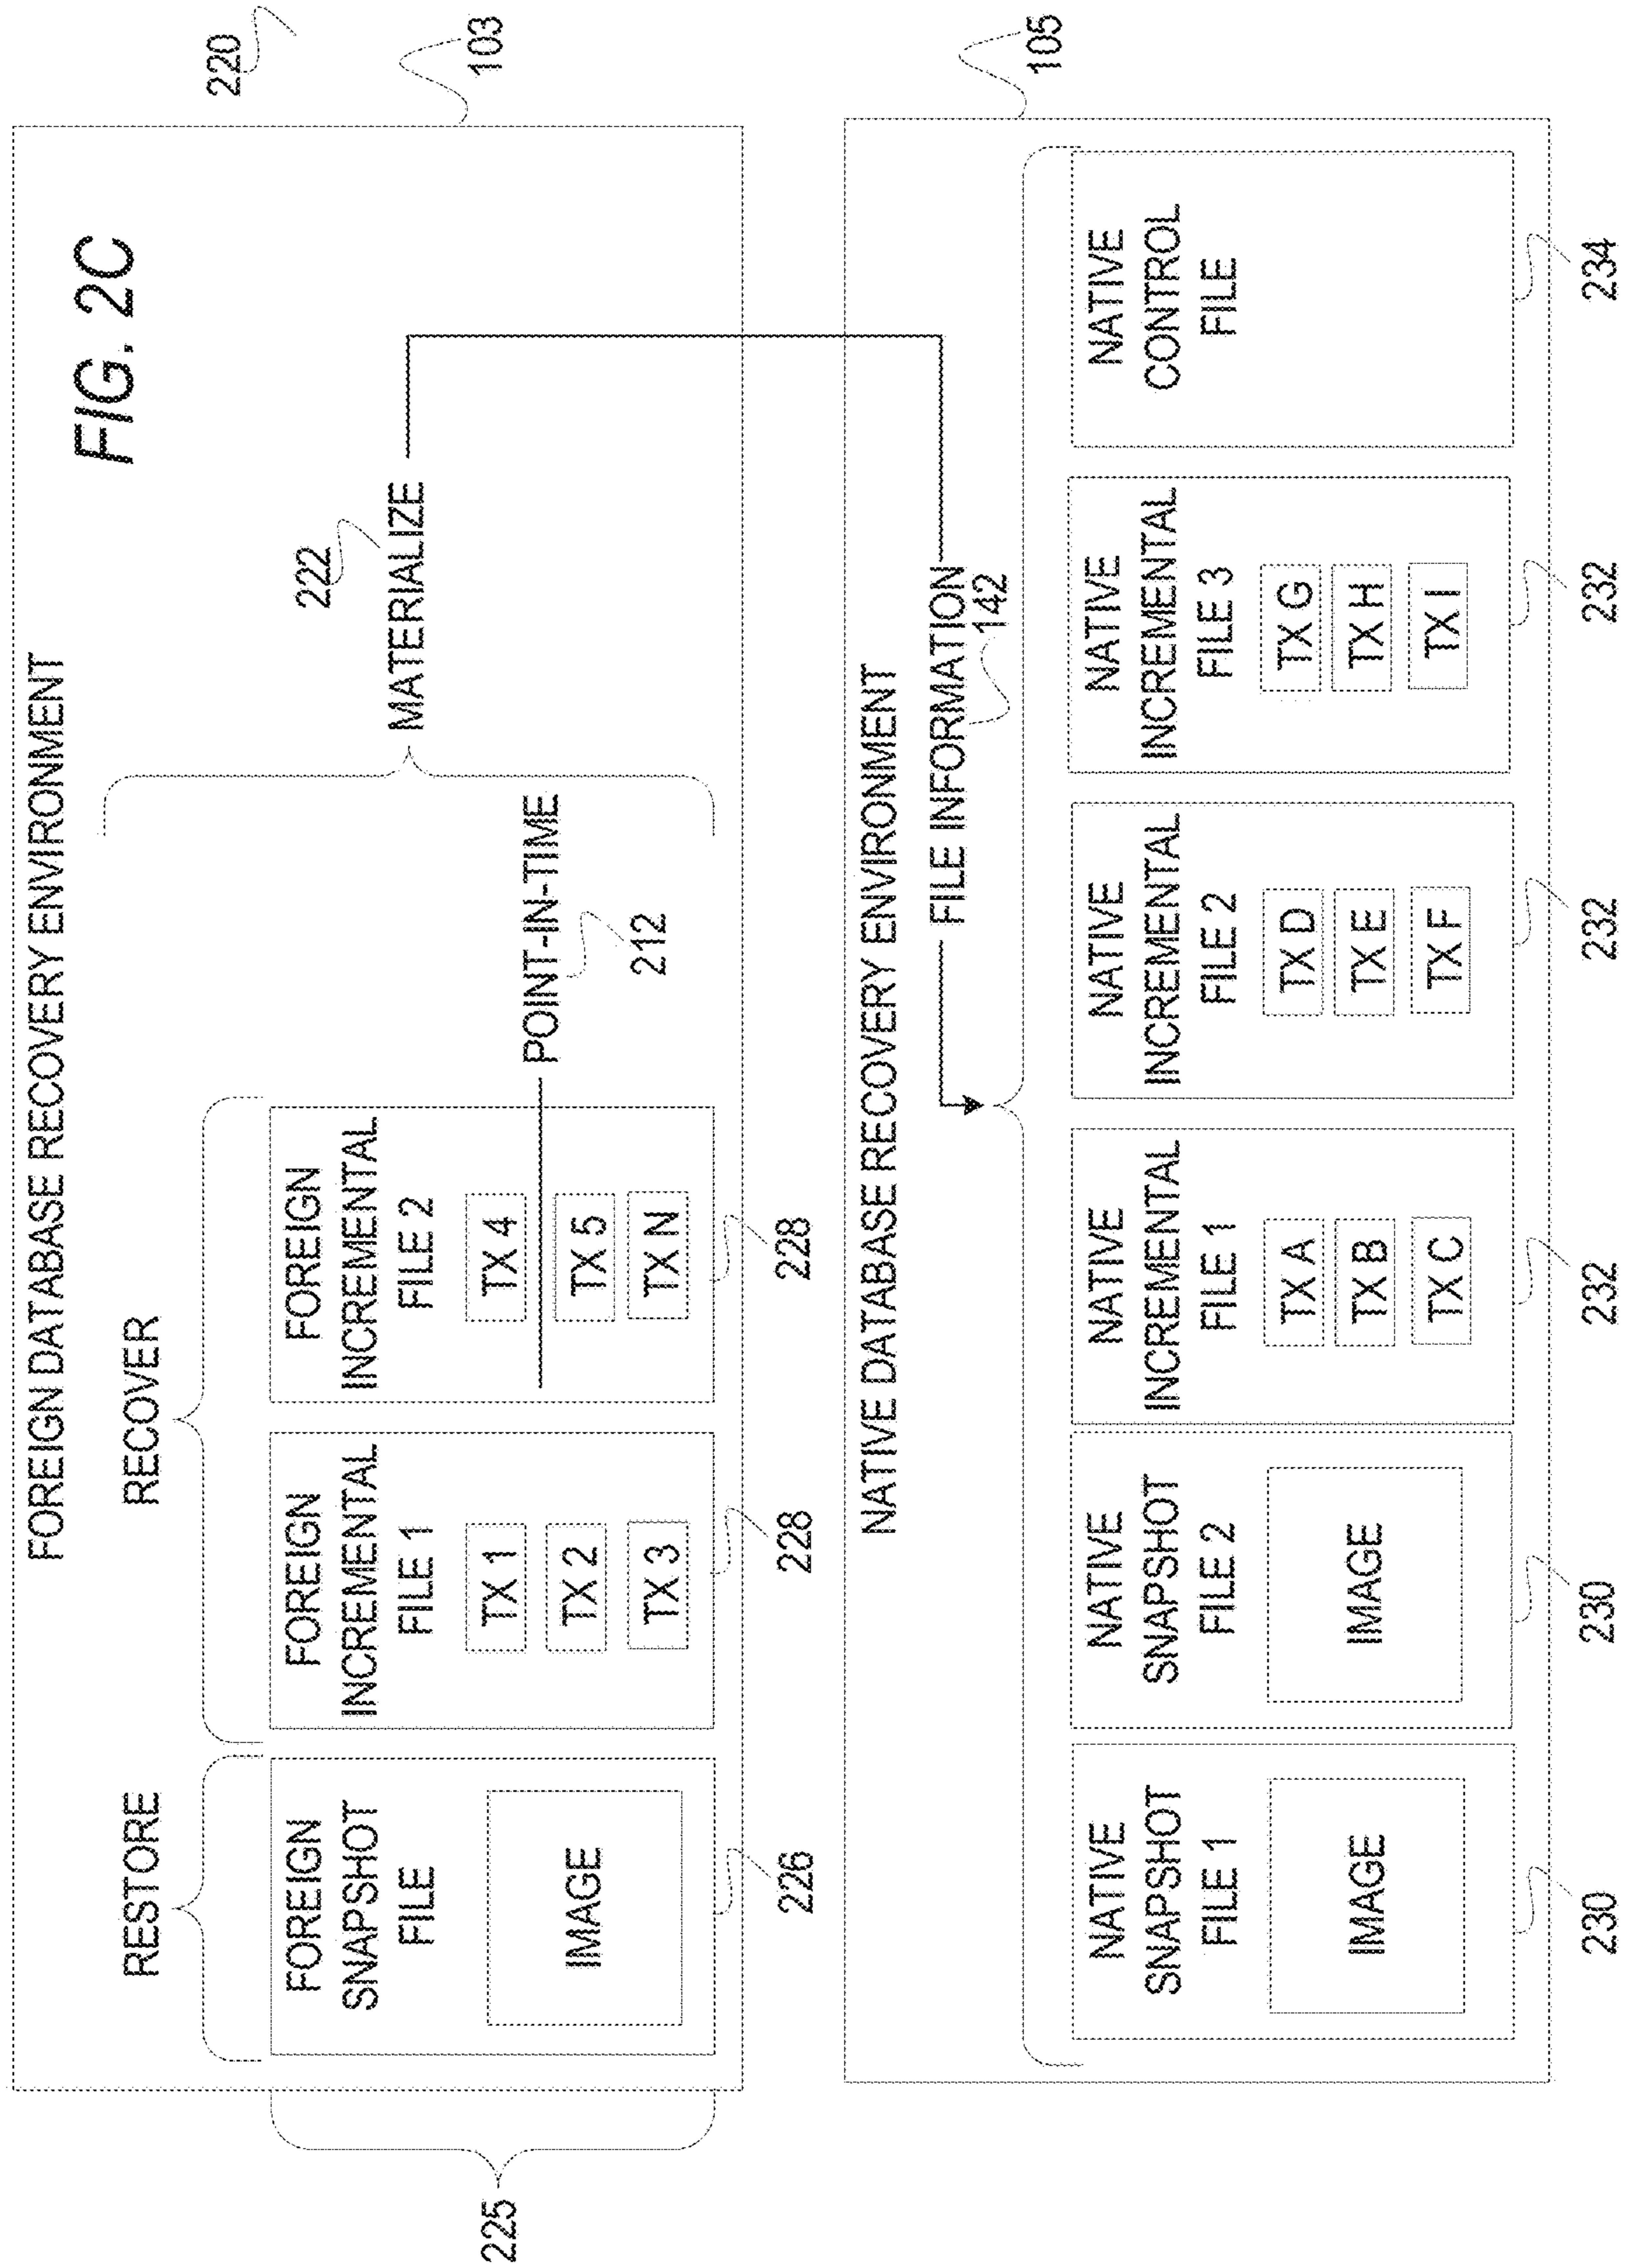 FIG. 2C
220
FOREIGN DATABASE RECOVERY ENVIRONMENT
103
RESTORE
RECOVER
222
MATERIALIZE
225
FOREIGN
SNAPSHOT
FILE
IMAGE
226
FOREIGN
INCREMENTAL
FILE 1
TX 1
TX 2
TX 3
228
FOREIGN
INCREMENTAL
FILE 2
TX 4
TX 5
TX N
228
POINT-IN-TIME
212
NATIVE DATABASE RECOVERY ENVIRONMENT
105
FILE INFORMATION
142
NATIVE
SNAPSHOT
FILE 1
IMAGE
230
NATIVE
SNAPSHOT
FILE 2
IMAGE
230
NATIVE
INCREMENTAL
FILE 1
TX A
TX B
TX C
232
NATIVE
INCREMENTAL
FILE 2
TX D
TX E
TX F
232
NATIVE
INCREMENTAL
FILE 3
TX G
TX H
TX I
232
NATIVE
CONTROL
FILE
234